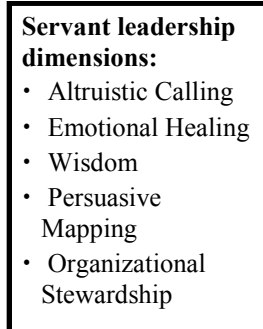 Servant leadership
dimensions:
· Altruistic Calling
· Emotional Healing
· Wisdom
· Persuasive
Mapping
· Organizational
Stewardship